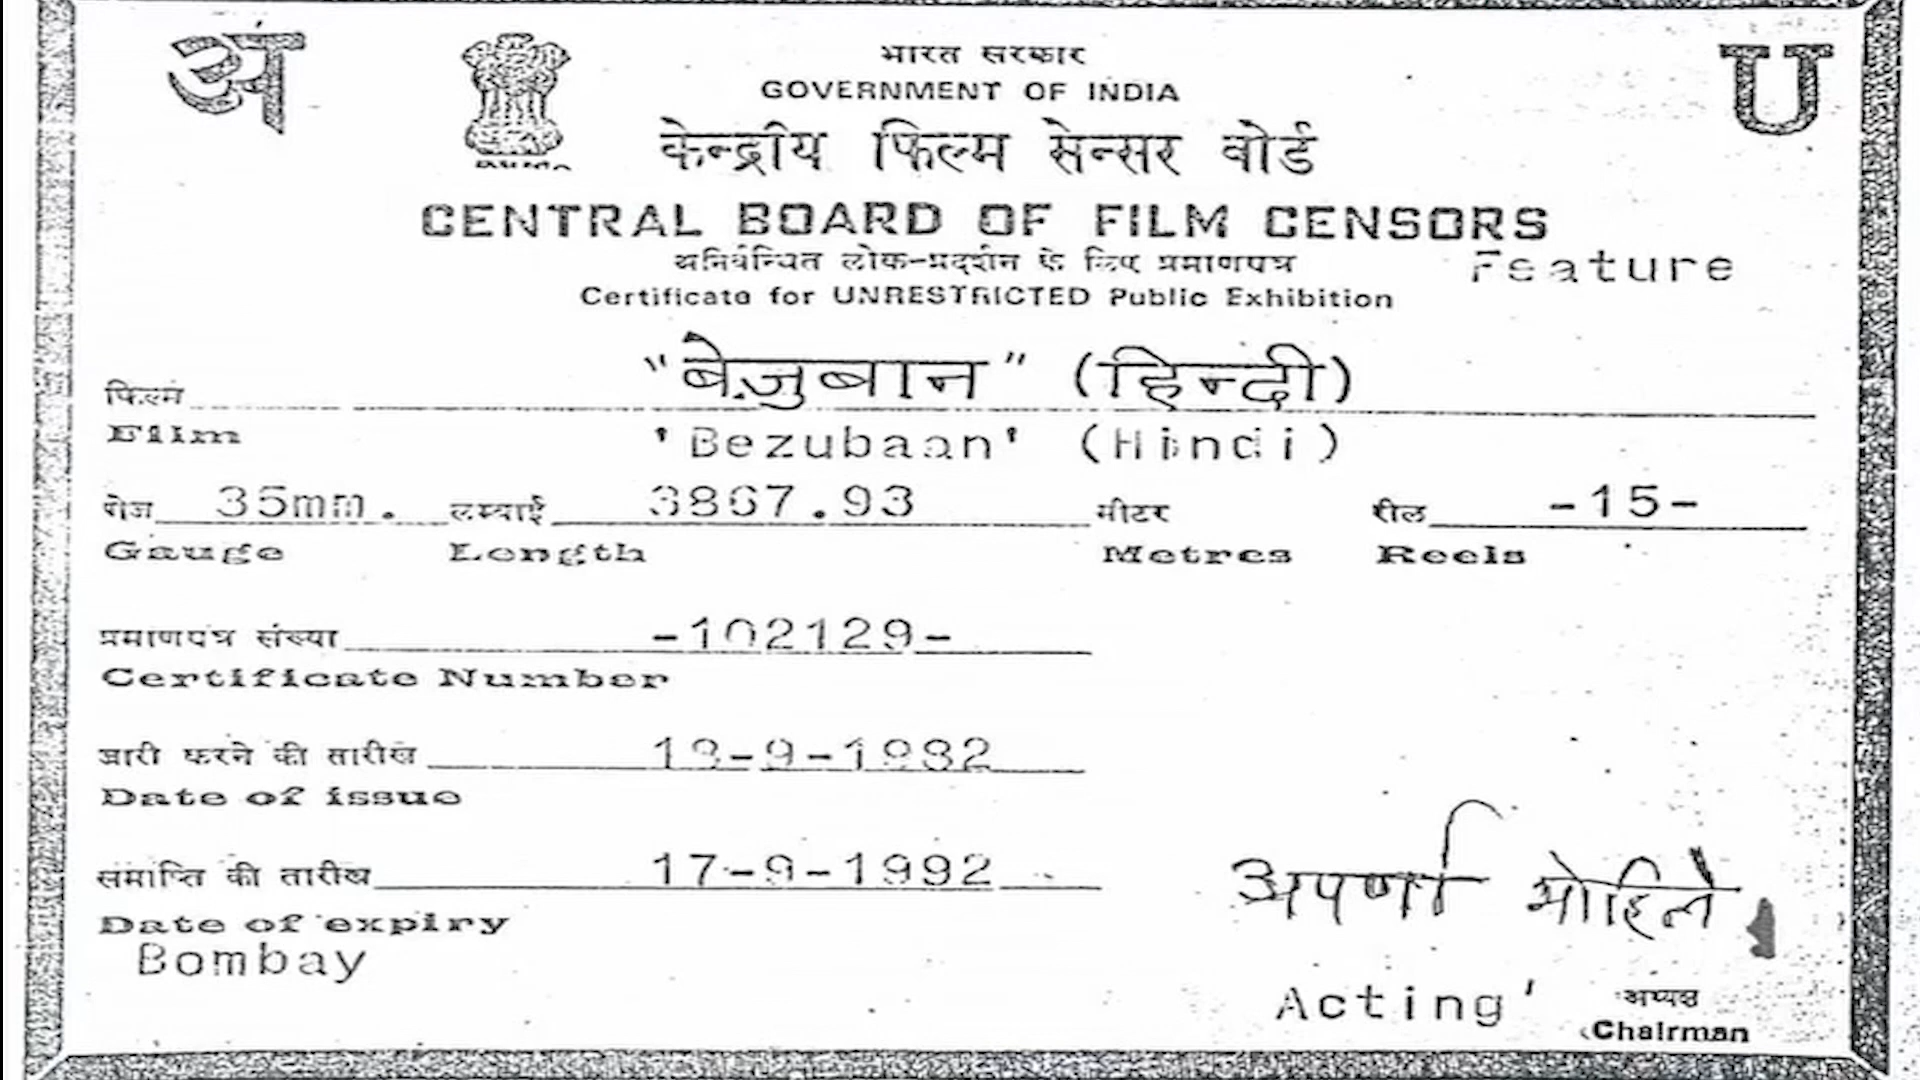 अ
U
भारत सरकार
GOVERNMENT OF INDIA
केन्द्रीय फिल्म सेन्सर बोर्ड
CENTRAL BOARD OF FILM CENSORS
अनिर्बन्धित लोक-प्रदर्शन के लिए प्रमाणपत्र
Feature
Certificate for UNRESTRICTED Public Exhibition
फिल्म "बेज़ुबान" (हिन्दी)
Film 'Bezubaan' (Hindi)
गेज 35mm. लम्बाई 3867.93 मीटर रील -15-
Gauge Length Metres Reels
प्रमाणपत्र संख्या -102129-
Certificate Number
जारी करने की तारीख 18-9-1982
Date of issue
समाप्ति की तारीख 17-9-1992
Date of expiry
Bombay
अपर्णा मोहिले
Acting अध्यक्ष
Chairman